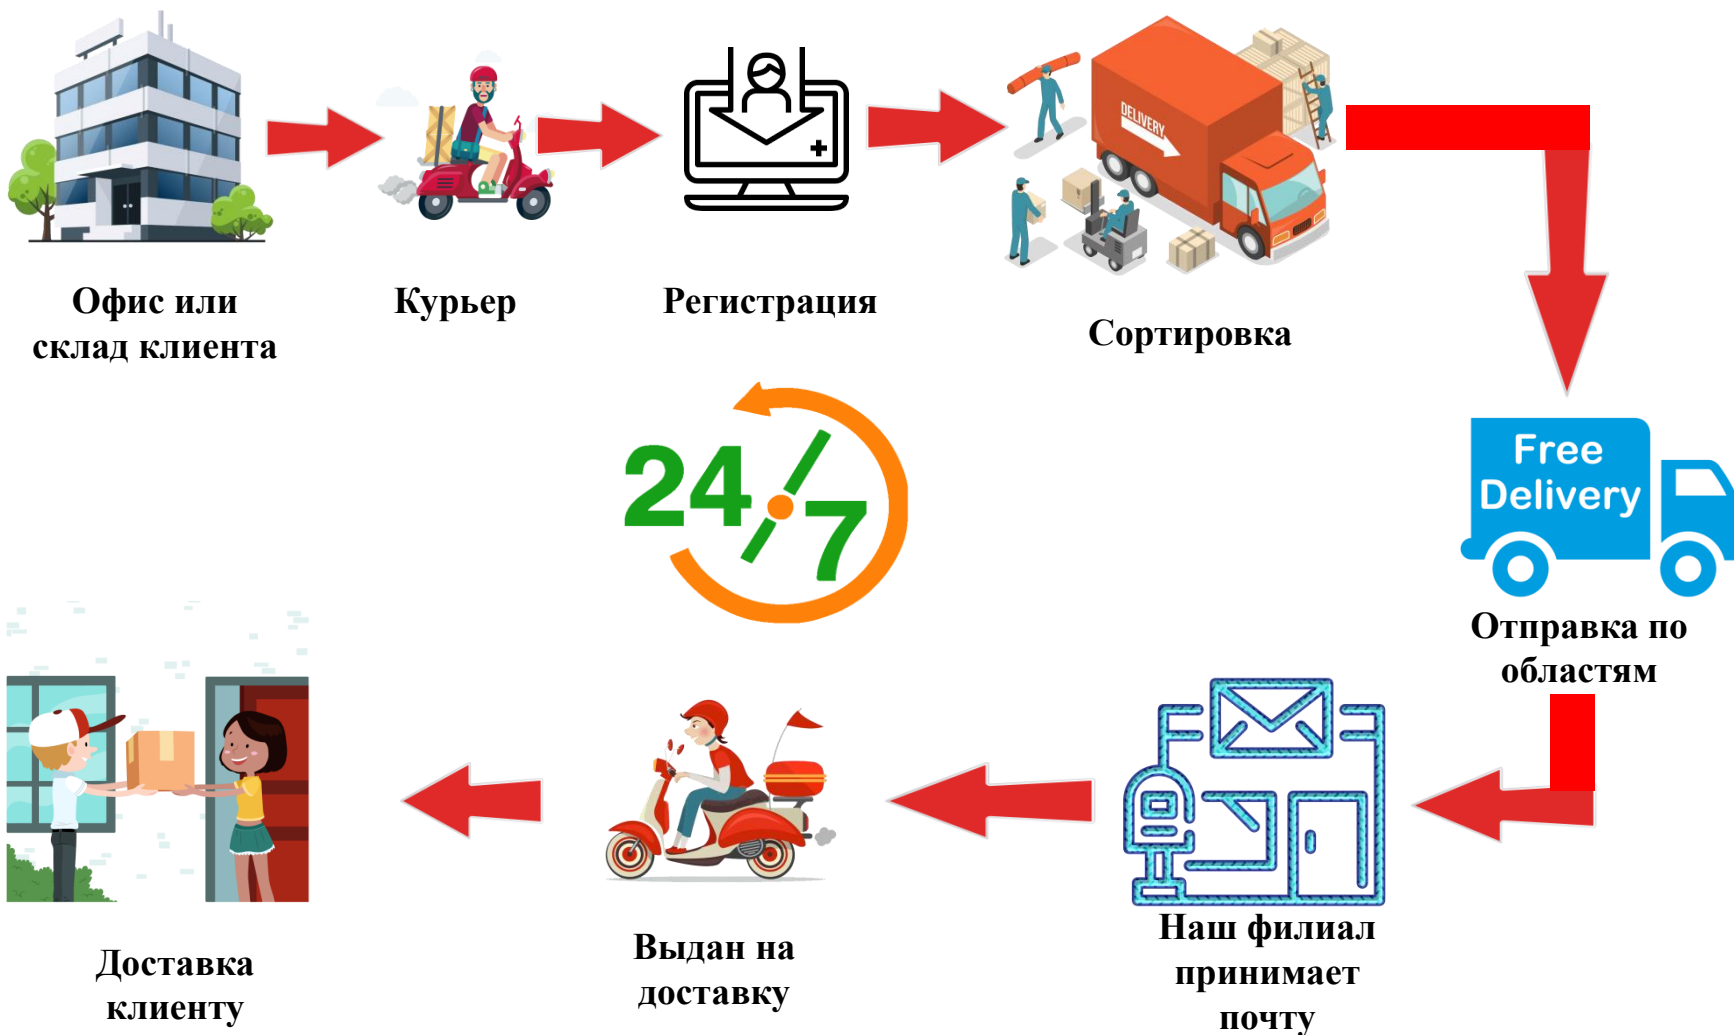 Офис или
склад клиента
Курьер
Регистрация
DELIVERY
Сортировка
24/7
Free
Delivery
Отправка по
областям
Наш филиал
принимает
почту
Выдан на
доставку
Доставка
клиенту